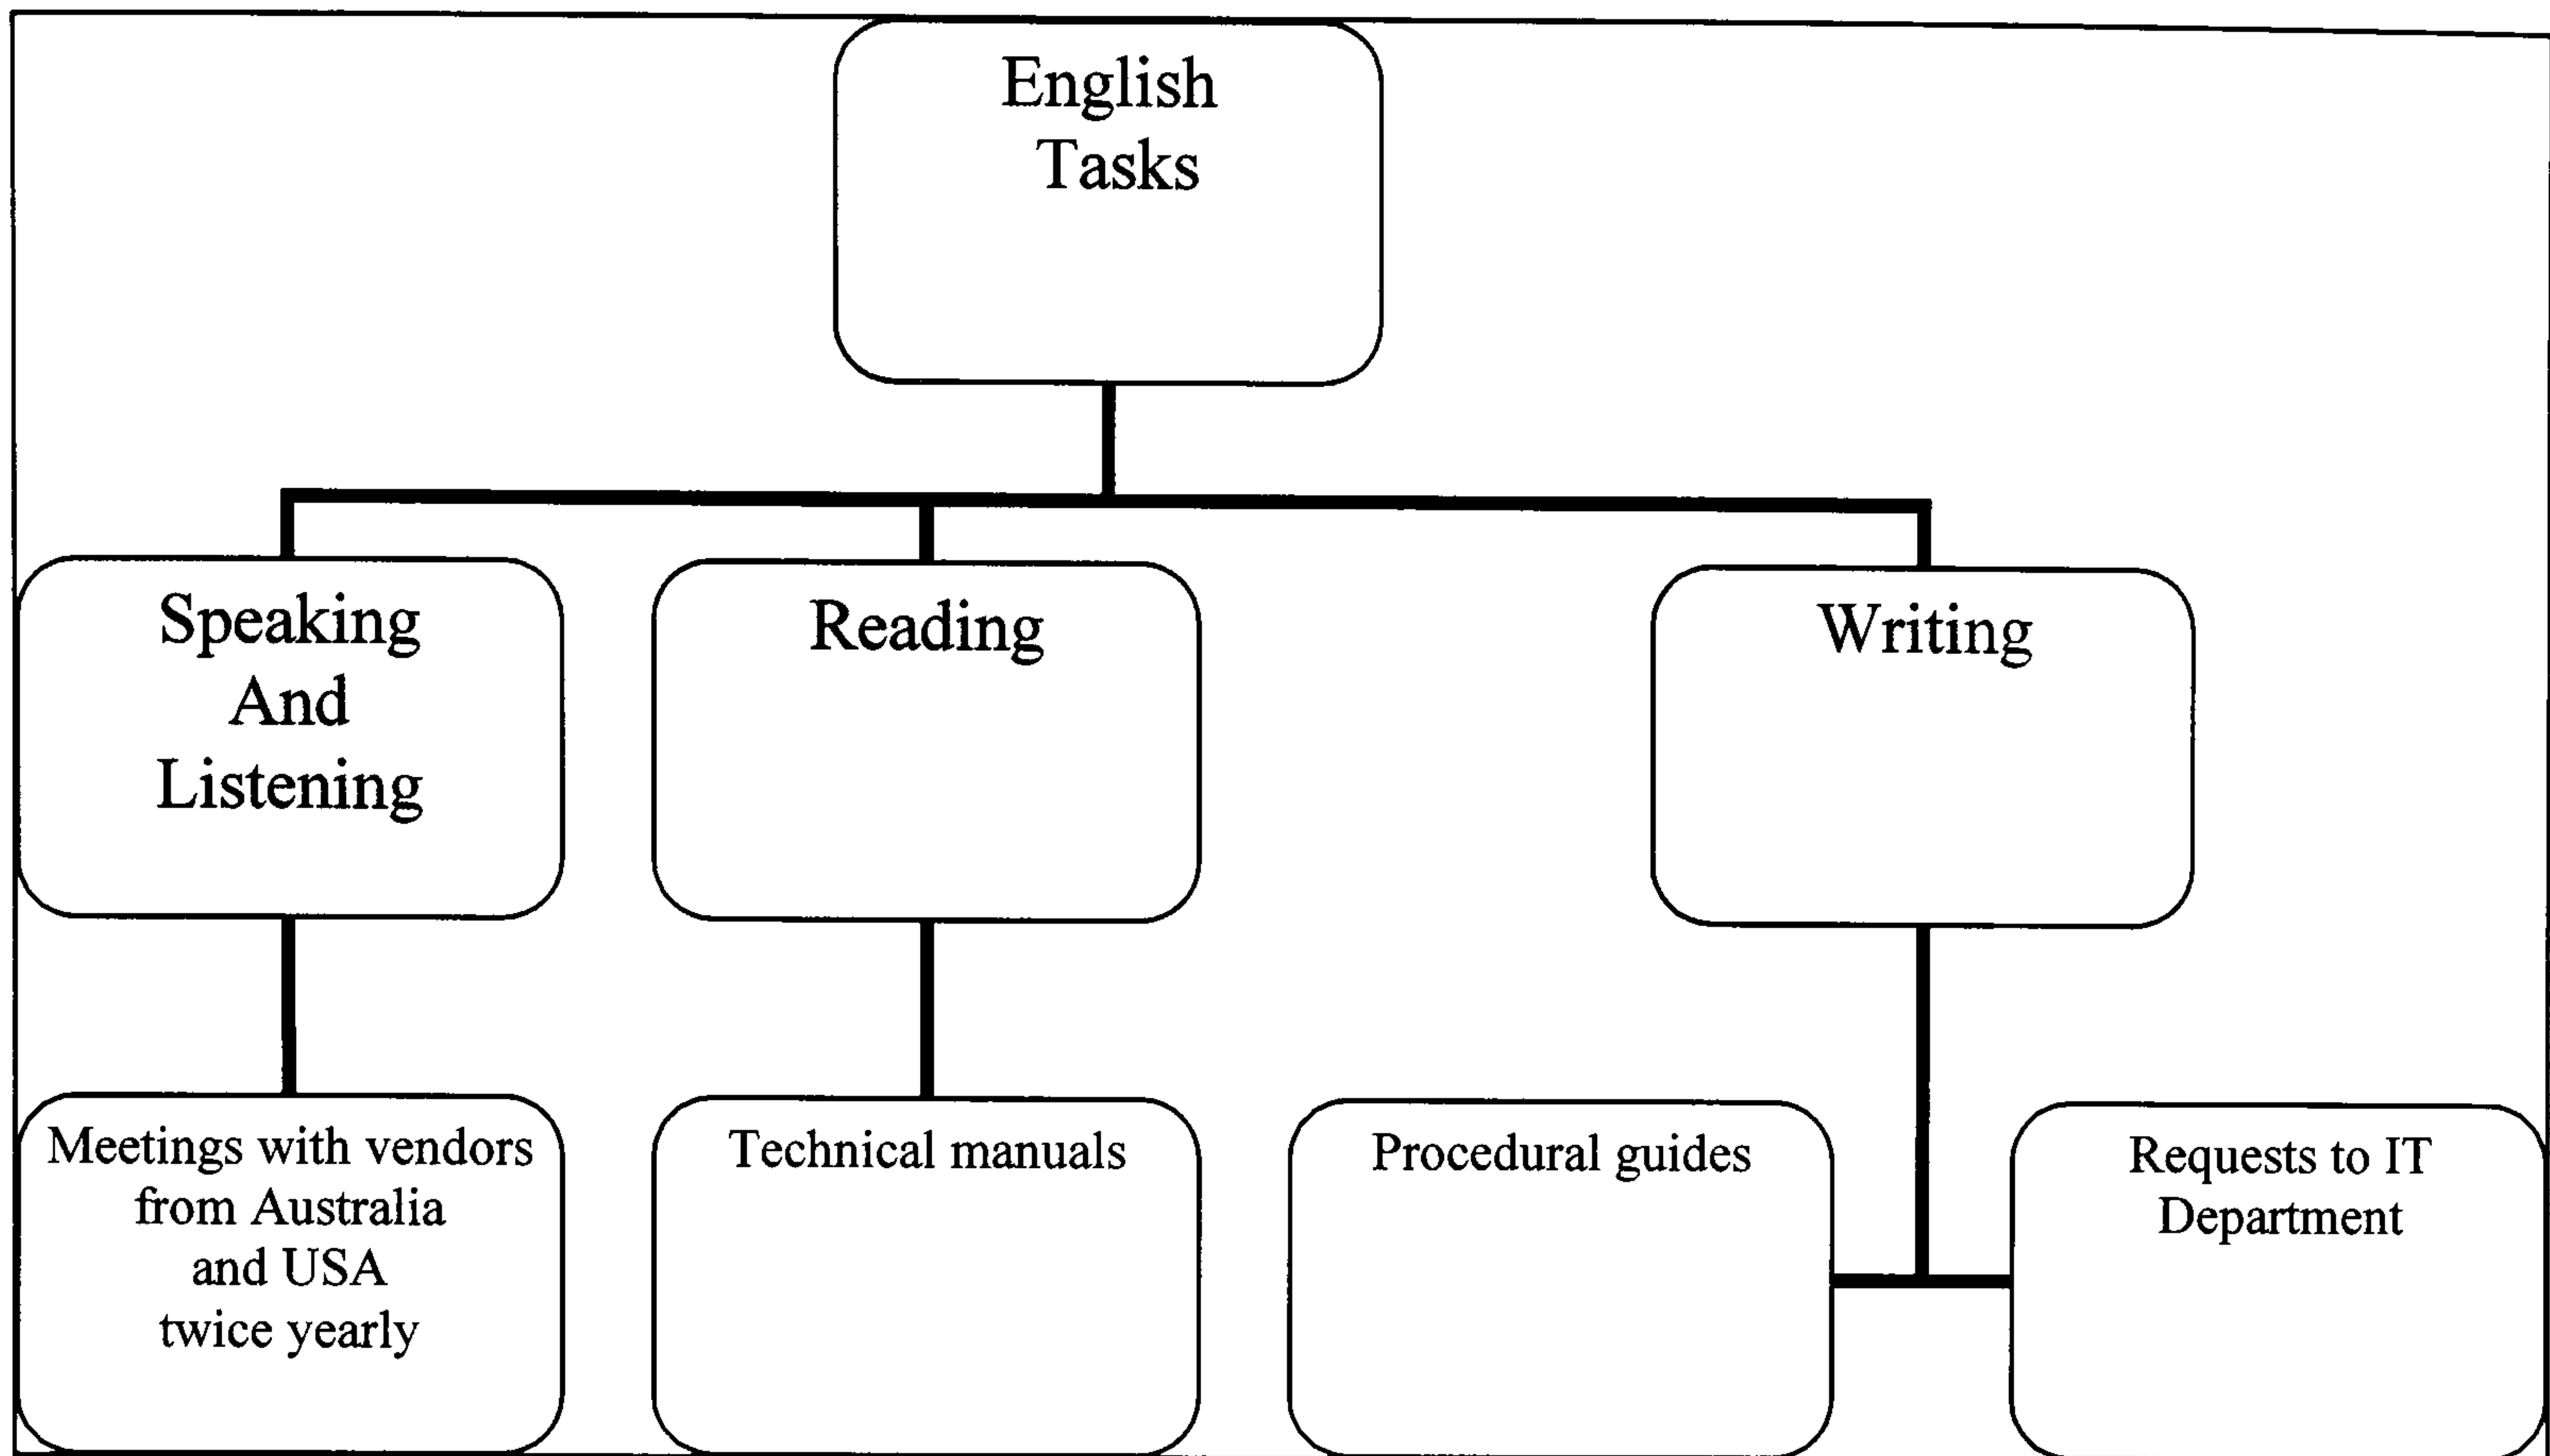 English
Tasks
Speaking
And
Listening
Reading
Writing
Meetings with vendors
from Australia
and USA
twice yearly
Technical manuals
Procedural guides
Requests to IT
Department